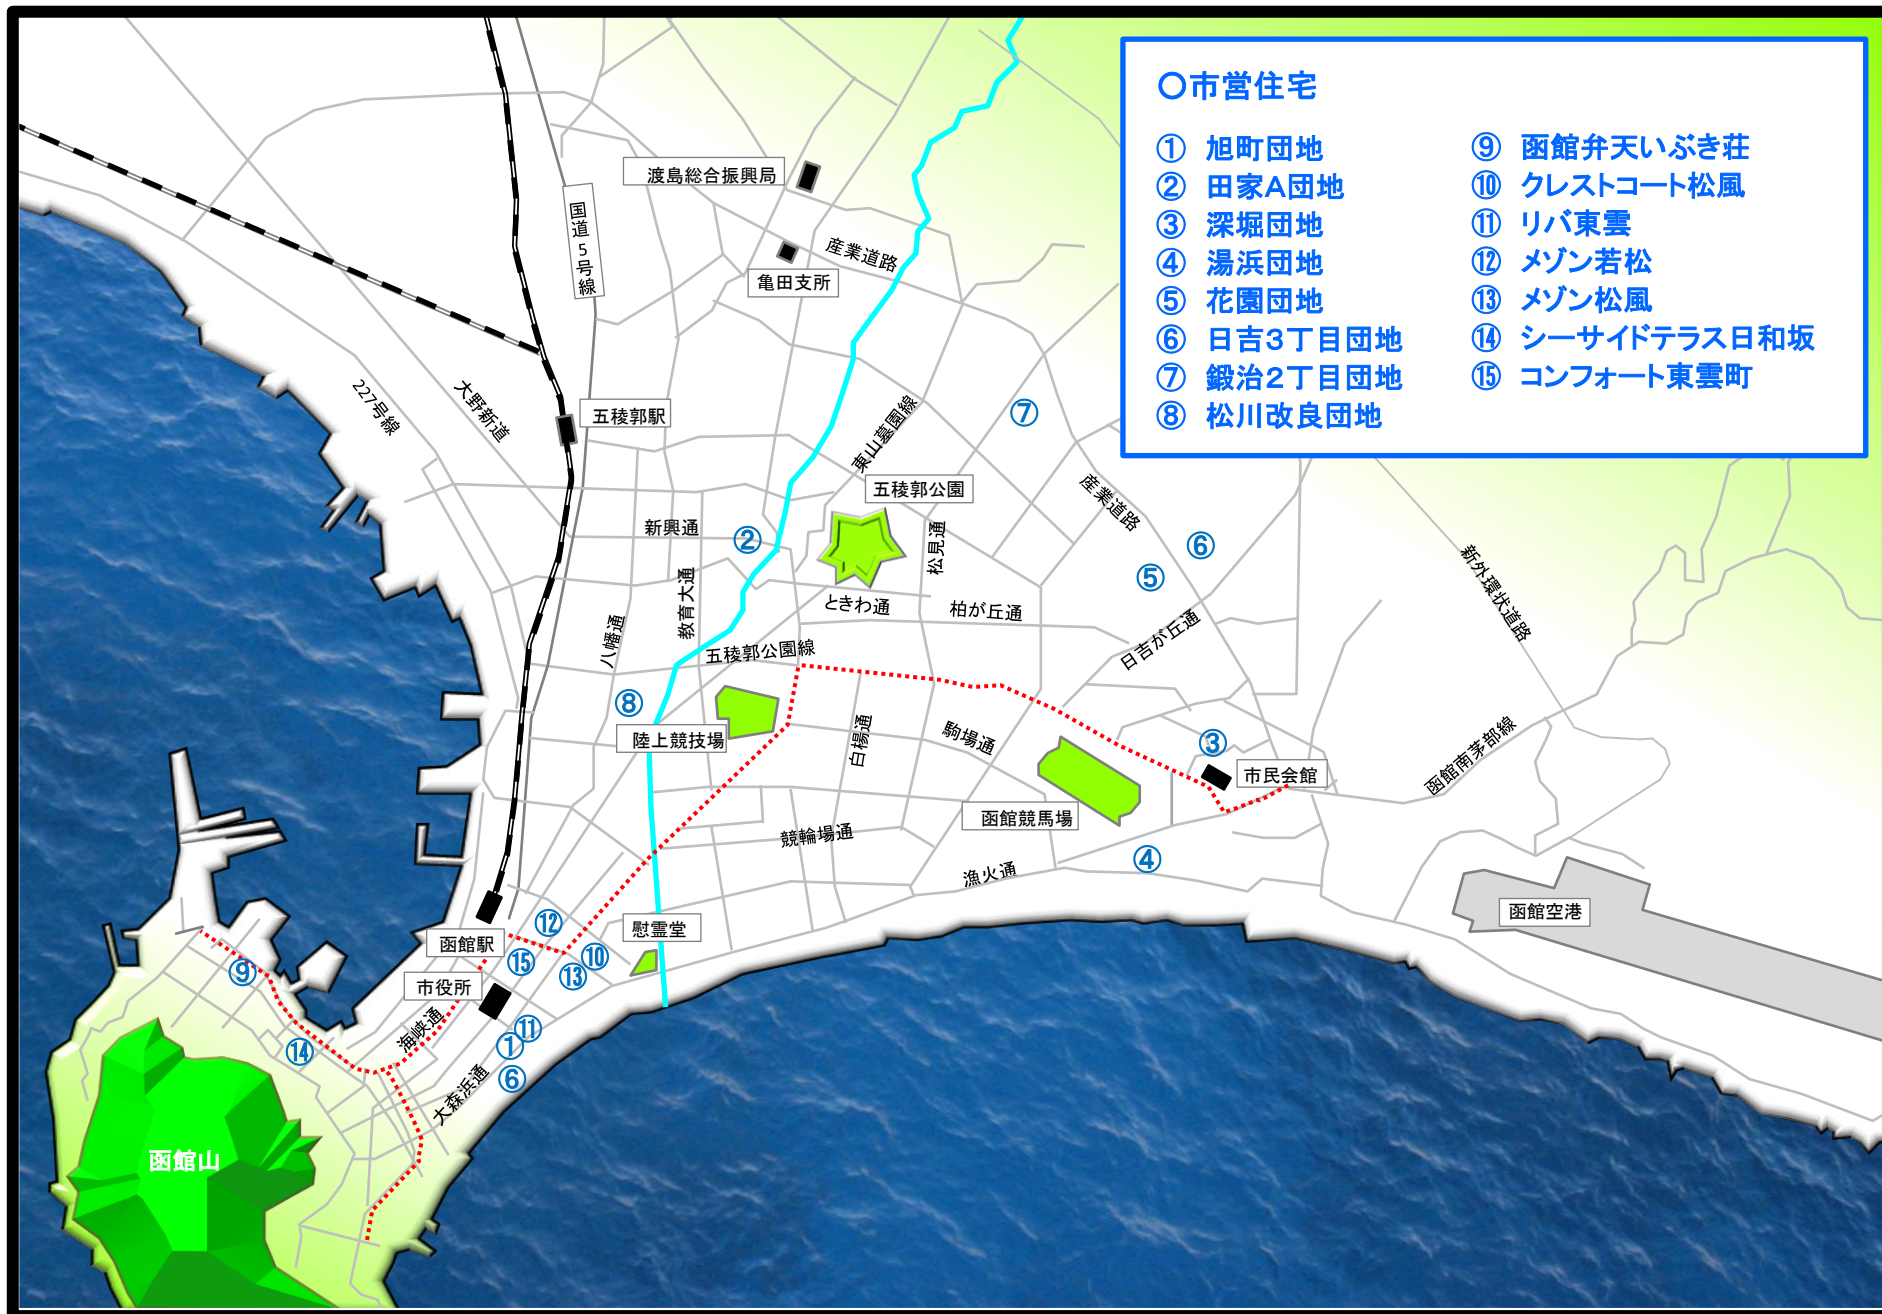 ○市営住宅
① 旭町団地
② 田家A団地
③ 深堀団地
④ 湯浜団地
⑤ 花園団地
⑥ 日吉3丁目団地
⑦ 鍛治2丁目団地
⑧ 松川改良団地
⑨ 函館弁天いぶき荘
⑩ クレストコート松風
⑪ リバ東雲
⑫ メゾン若松
⑬ メゾン松風
⑭ シーサイドテラス日和坂
⑮ コンフォート東雲町
渡島総合振興局
国道5号線
産業道路
亀田支所
227号線
大野新道
五稜郭駅
東山墓園線
⑦
五稜郭公園
産業道路
新興通
②
松見通
⑥
⑤
新外環状道路
教育大通
ときわ通
柏が丘通
八幡通
日吉が丘通
五稜郭公園線
⑧
陸上競技場
白楊通
駒場通
③
市民会館
函館南茅部線
函館競馬場
競輪場通
④
漁火通
函館空港
⑫
慰霊堂
函館駅
⑩
⑮
⑬
⑨
市役所
海峡通
⑪
①
⑭
⑥
大森浜通
函館山